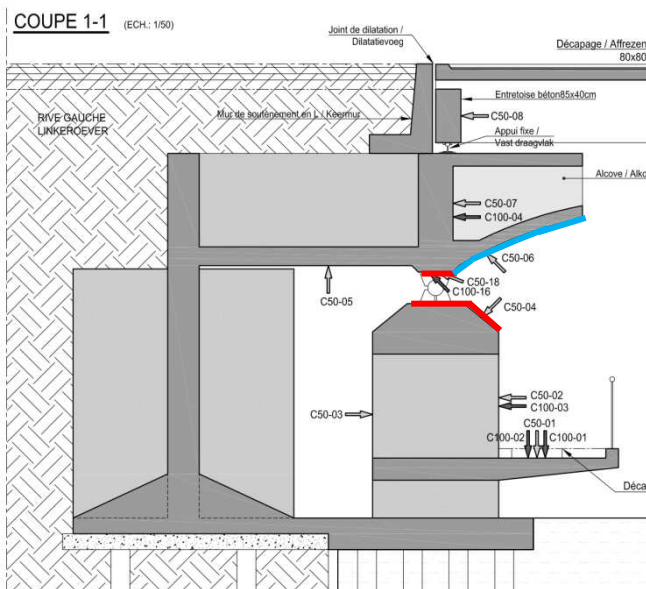 COUPE 1-1 (ECH.: 1/50)
Joint de dilatation /
Dilatatievoeg
Décapage / Affrezen
80x80
RIVE GAUCHE
LINKEROEVER
Mur de soutènement en L / Keermur
Entretoise béton85x40cm
C50-08
Appui fixe /
Vast draagvlak
Alcove / Alko
C50-07
C100-04
C50-06
C50-05
C50-18
C100-16
C50-04
C50-03
C50-02
C100-03
C50-01
C100-02 C100-01
Déca